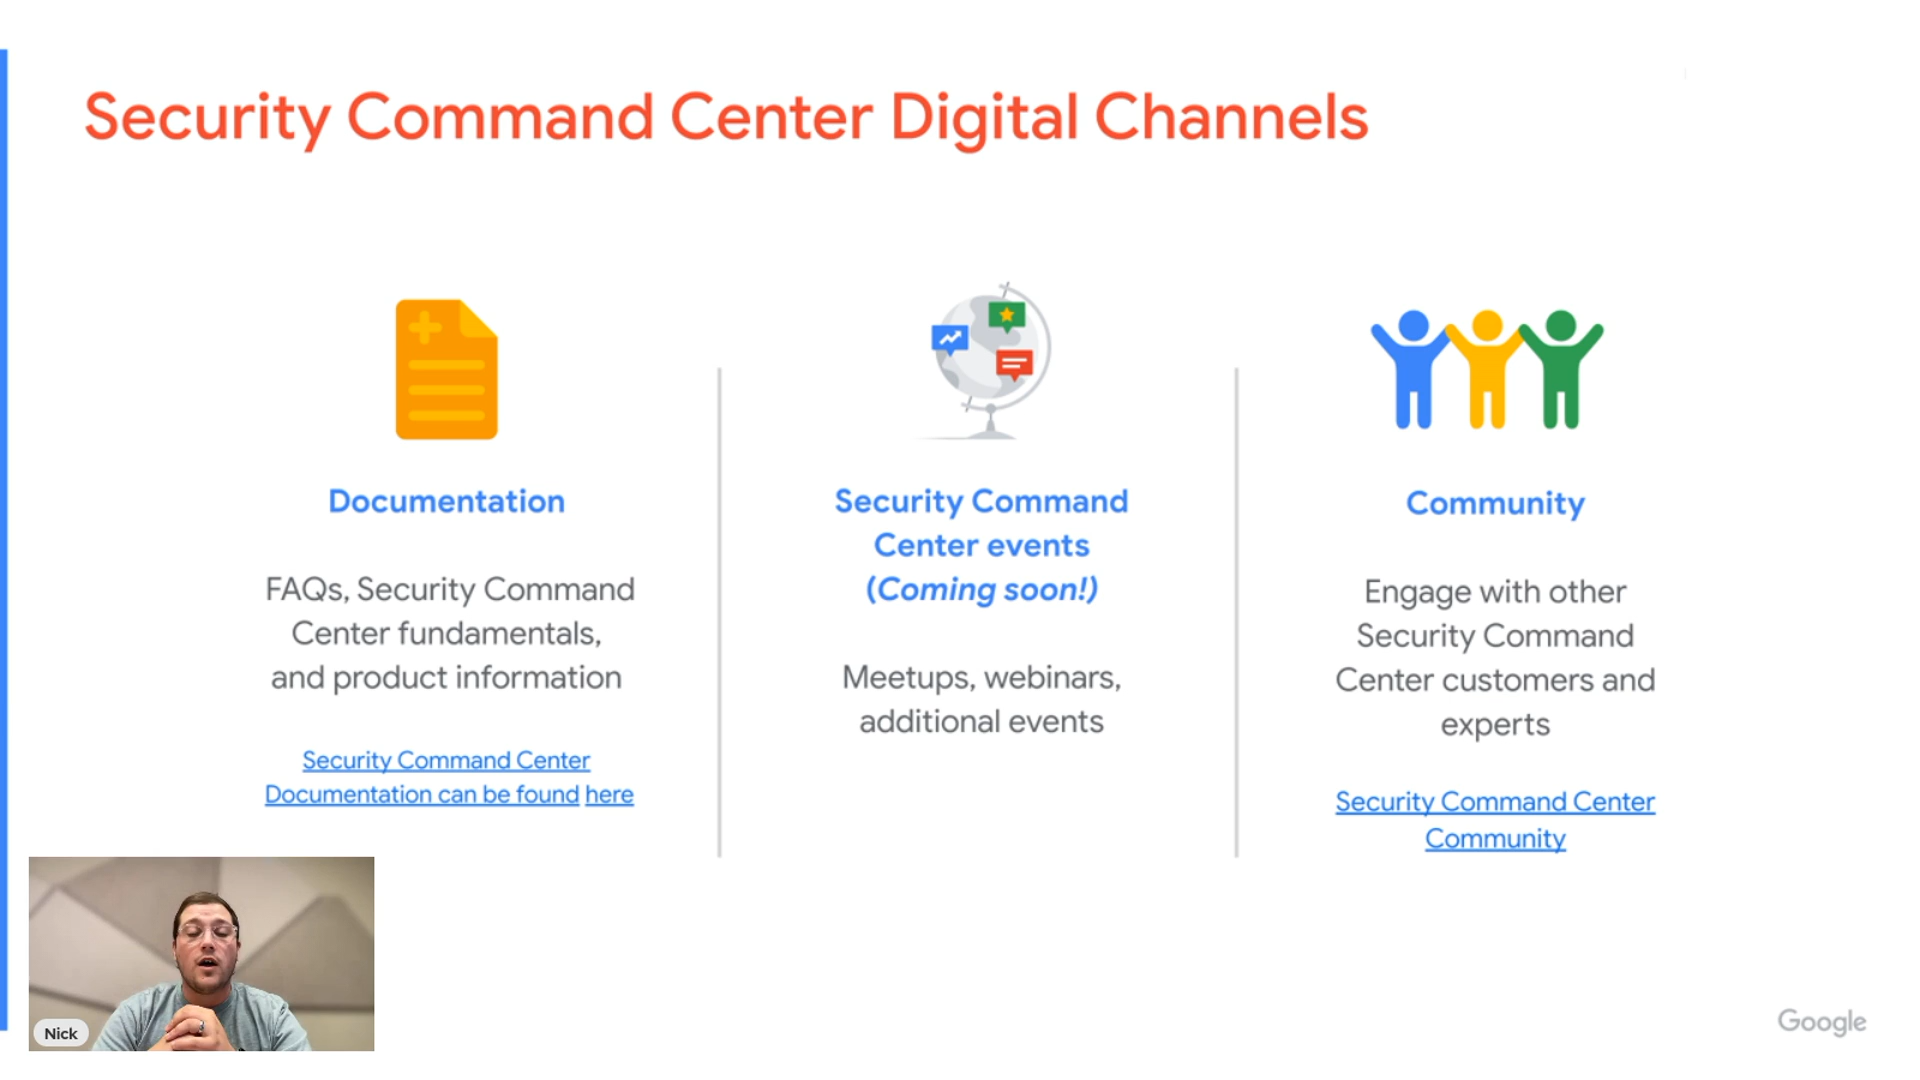 Security Command Center Digital Channels
Documentation
FAQs, Security Command
Center fundamentals,
and product information
Security Command Center
Documentation can be found here
Security Command
Center events
(Coming soon!)
Meetups, webinars,
additional events
Community
Engage with other
Security Command
Center customers and
experts
Security Command Center
Community
Nick
Google